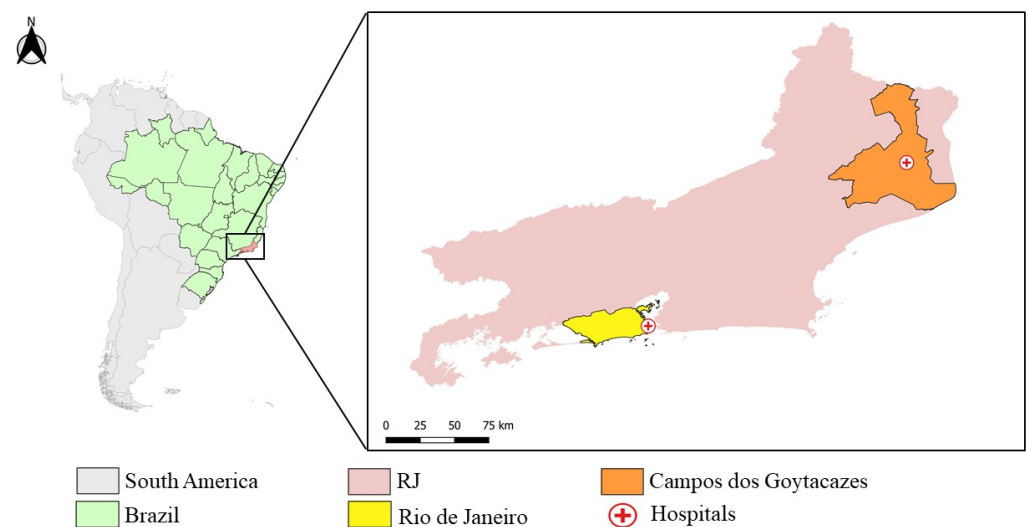 N
0 25 50 75 km
South America
RJ
Campos dos Goytacazes
Brazil
Rio de Janeiro
Hospitals